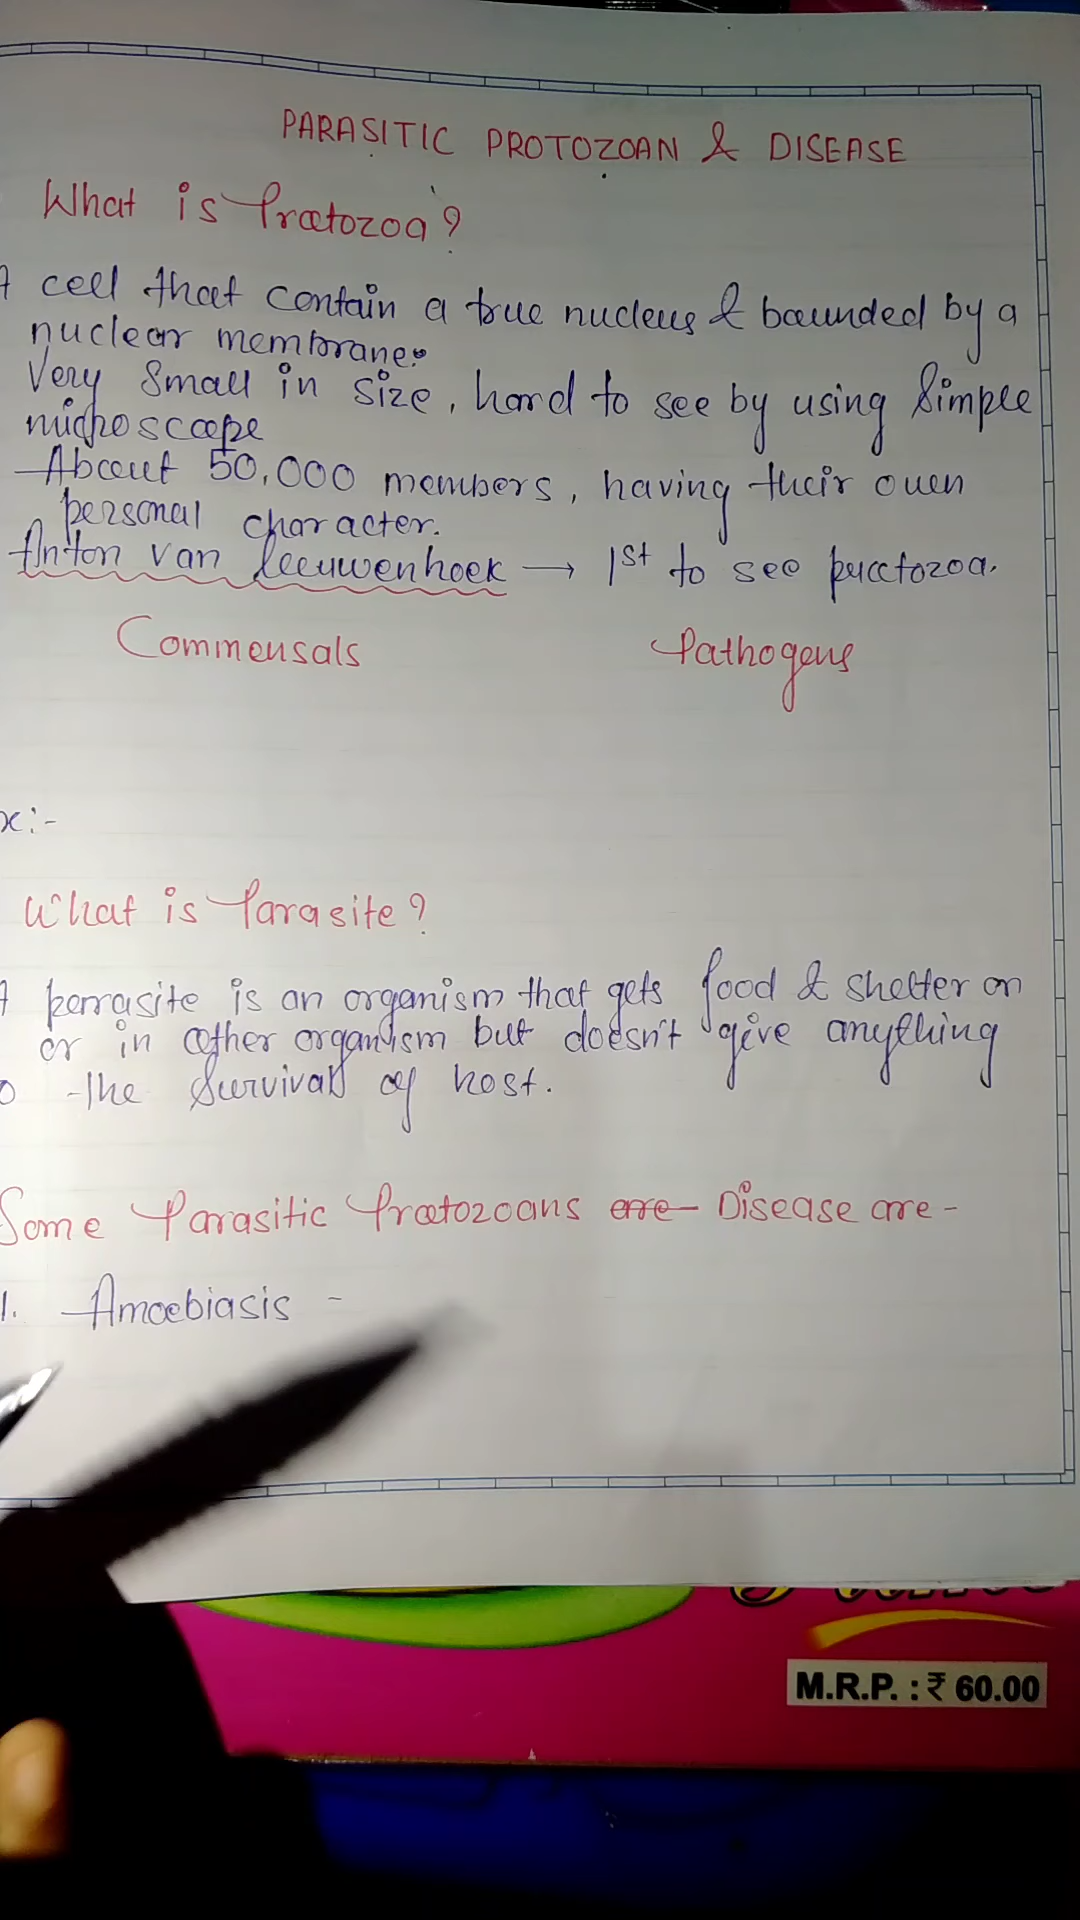 PARASITIC PROTOZOAN & DISEASE
What is Protozoa?
A cell that contain a true nucleus & bounded by a
nuclear membrane.
Very Small in size, hard to see by using Simple
microscope
About 50,000 members, having their own
personal character.
Anton van leeuwenhoek → 1st to see protozoa.
Commensals Pathogens
x:-
What is Parasite?
A parasite is an organism that gets food & shelter on
or in other organism but doesn't give anything
the Survival of host.
Some Parasitic Protozoans are Disease are -
1. Amoebiasis -
M.R.P. : ₹ 60.00